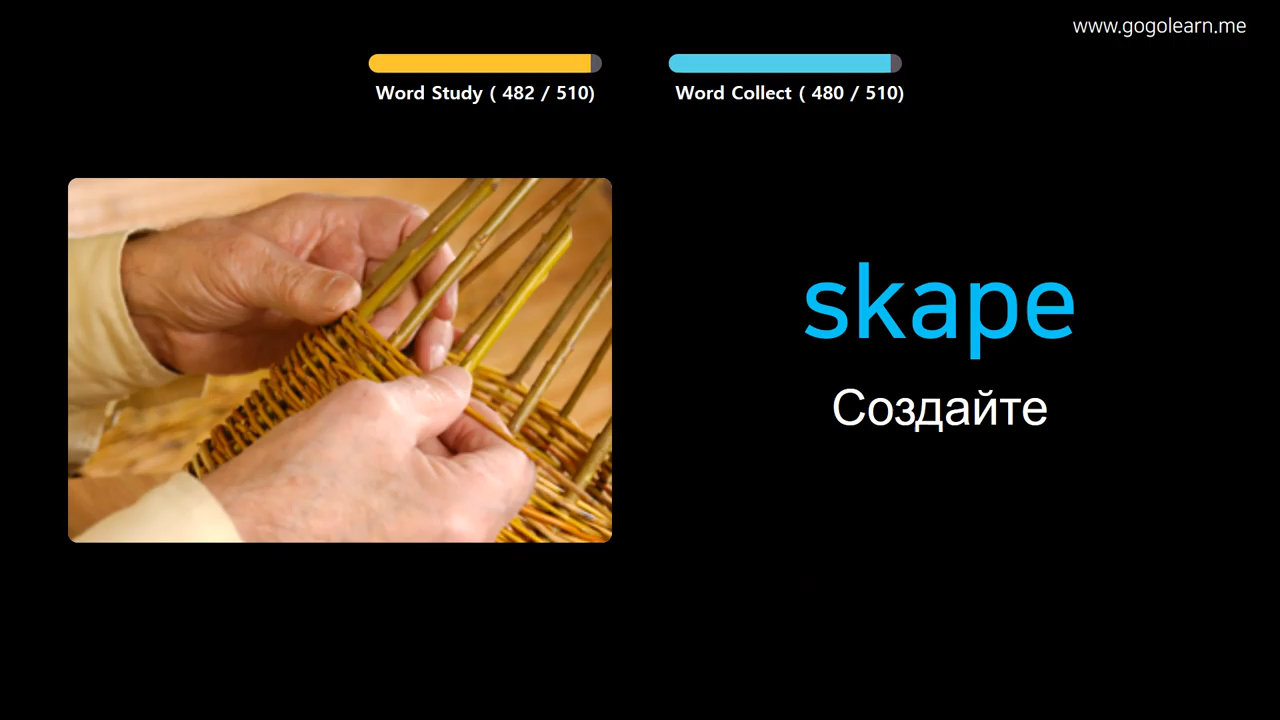 www.gogolearn.me
Word Study ( 482 / 510)
Word Collect ( 480 / 510)
skape
Создайте